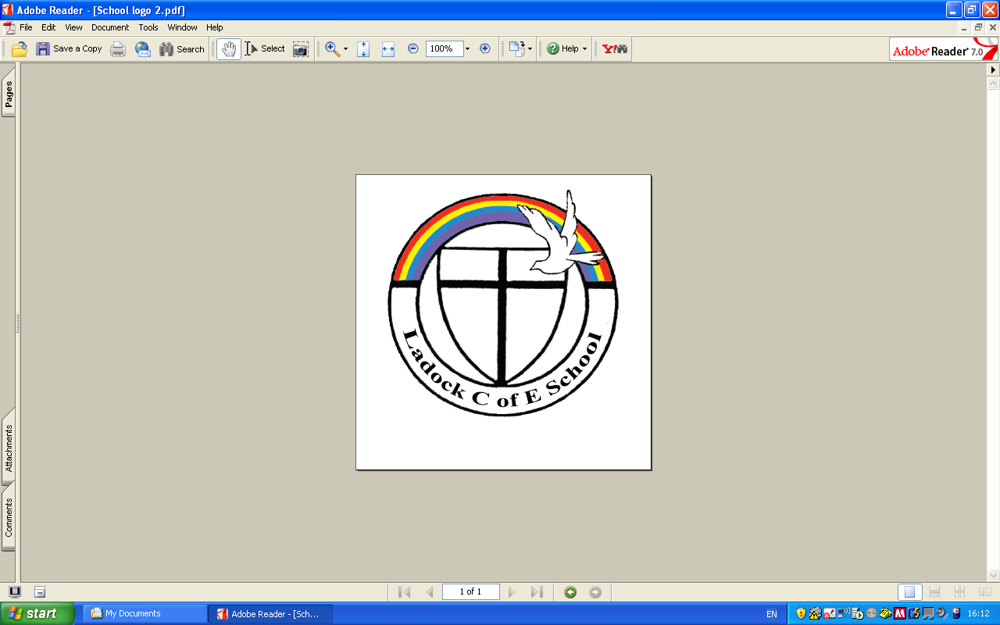 Adobe Reader - [School logo 2.pdf]
File Edit View Document Tools Window Help
Save a Copy Search Select 100% Help Y! Adobe Reader 7.0
Pages
Ladock C of E School
Attachments
Comments
1 of 1
start My Documents Adobe Reader - [Sch... EN 16:12